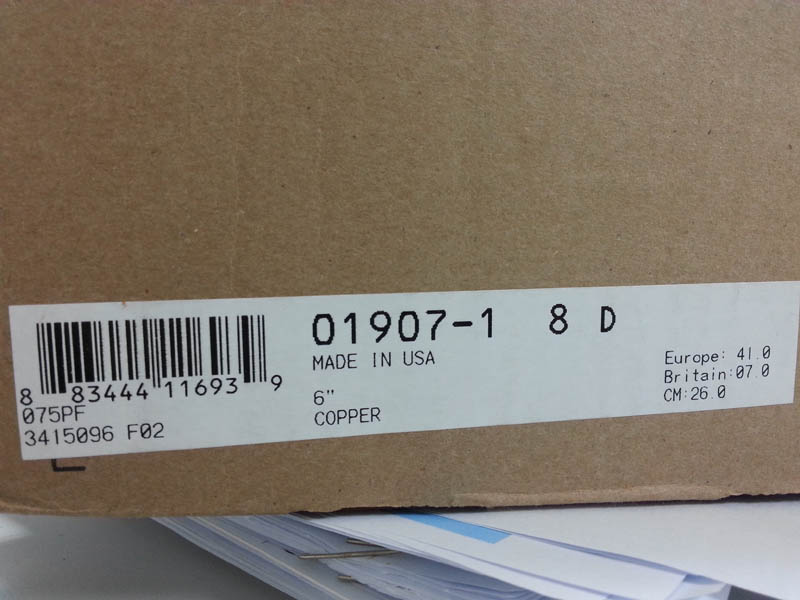 01907-1 8 D
MADE IN USA
6"
COPPER
8 83444 11693 9
075PF
3415096 F02
Europe: 41.0
Britain:07.0
CM:26.0